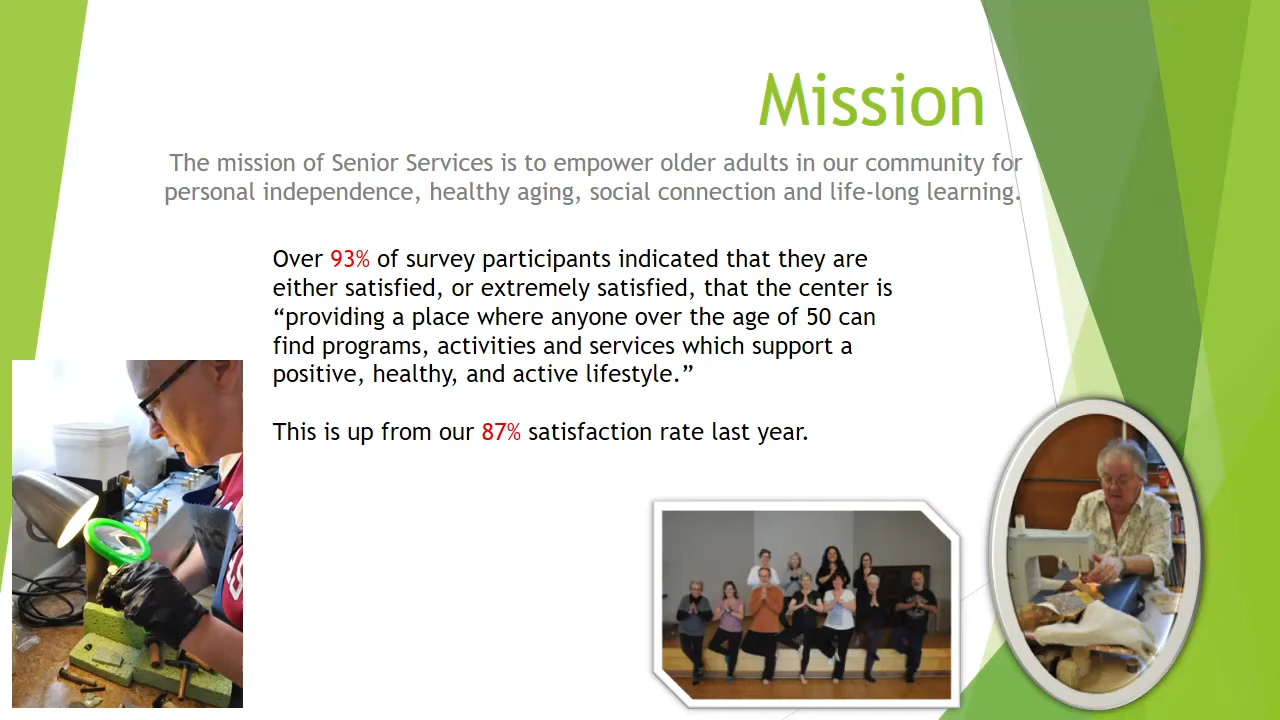 Mission
The mission of Senior Services is to empower older adults in our community for
personal independence, healthy aging, social connection and life-long learning.
Over 93% of survey participants indicated that they are
either satisfied, or extremely satisfied, that the center is
“providing a place where anyone over the age of 50 can
find programs, activities and services which support a
positive, healthy, and active lifestyle.”
This is up from our 87% satisfaction rate last year.